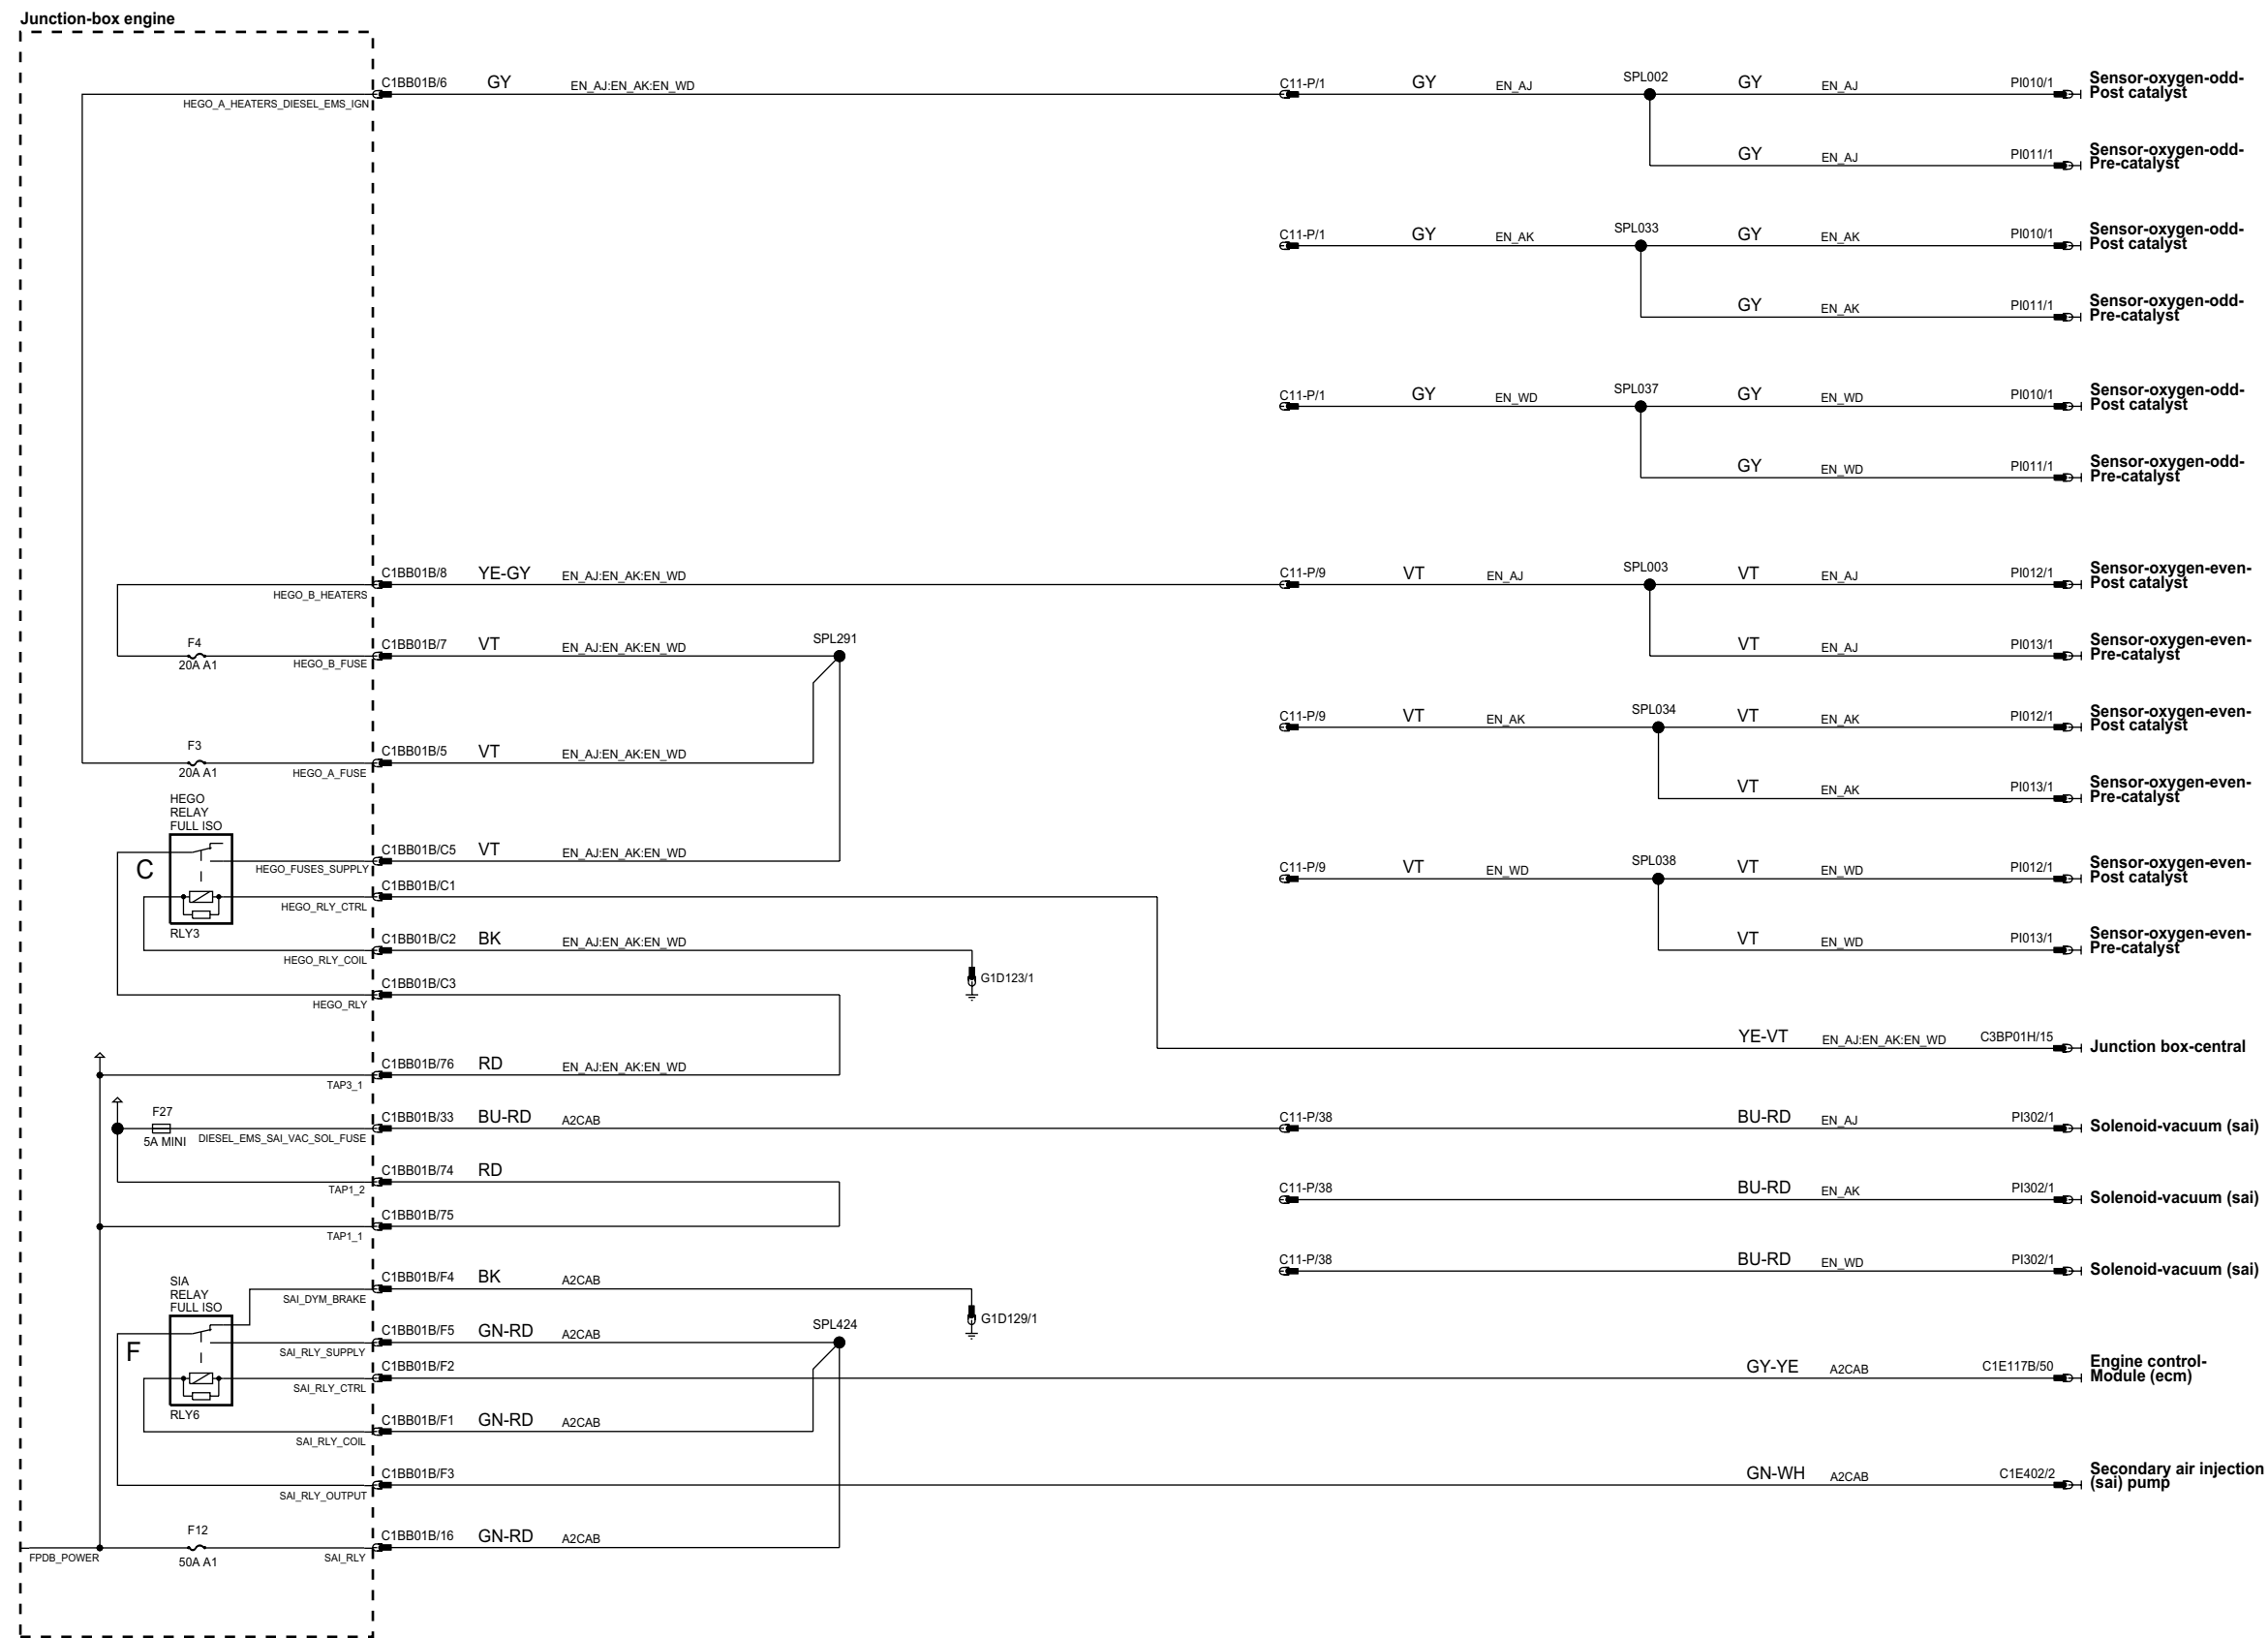 Junction-box engine
C1BB01B/6 GY EN_AJ:EN_AK:EN_WD C11-P/1 GY EN_AJ SPL002 GY EN_AJ PI010/1 Sensor-oxygen-odd-
Post catalyst
HEGO_A_HEATERS_DIESEL_EMS_IGN
GY EN_AJ PI011/1 Sensor-oxygen-odd-
Pre-catalyst
C11-P/1 GY EN_AK SPL033 GY EN_AK PI010/1 Sensor-oxygen-odd-
Post catalyst
GY EN_AK PI011/1 Sensor-oxygen-odd-
Pre-catalyst
C11-P/1 GY EN_WD SPL037 GY EN_WD PI010/1 Sensor-oxygen-odd-
Post catalyst
GY EN_WD PI011/1 Sensor-oxygen-odd-
Pre-catalyst
C1BB01B/8 YE-GY EN_AJ:EN_AK:EN_WD C11-P/9 VT EN_AJ SPL003 VT EN_AJ PI012/1 Sensor-oxygen-even-
Post catalyst
HEGO_B_HEATERS
F4 C1BB01B/7 VT EN_AJ:EN_AK:EN_WD SPL291 VT EN_AJ PI013/1 Sensor-oxygen-even-
Pre-catalyst
20A A1 HEGO_B_FUSE
C11-P/9 VT EN_AK SPL034 VT EN_AK PI012/1 Sensor-oxygen-even-
Post catalyst
F3 C1BB01B/5 VT EN_AJ:EN_AK:EN_WD
20A A1 HEGO_A_FUSE
VT EN_AK PI013/1 Sensor-oxygen-even-
Pre-catalyst
HEGO
RELAY
FULL ISO
C C1BB01B/C5 VT EN_AJ:EN_AK:EN_WD C11-P/9 VT EN_WD SPL038 VT EN_WD PI012/1 Sensor-oxygen-even-
Post catalyst
HEGO_FUSES_SUPPLY
C1BB01B/C1
HEGO_RLY_CTRL
RLY3
C1BB01B/C2 BK EN_AJ:EN_AK:EN_WD VT EN_WD PI013/1 Sensor-oxygen-even-
Pre-catalyst
HEGO_RLY_COIL
G1D123/1
C1BB01B/C3
HEGO_RLY
YE-VT EN_AJ:EN_AK:EN_WD C3BP01H/15 Junction box-central
C1BB01B/76 RD EN_AJ:EN_AK:EN_WD
TAP3_1
F27 C1BB01B/33 BU-RD A2CAB C11-P/38 BU-RD EN_AJ PI302/1 Solenoid-vacuum (sai)
5A MINI DIESEL_EMS_SAI_VAC_SOL_FUSE
C1BB01B/74 RD
TAP1_2
C11-P/38 BU-RD EN_AK PI302/1 Solenoid-vacuum (sai)
C1BB01B/75
TAP1_1
C11-P/38 BU-RD EN_WD PI302/1 Solenoid-vacuum (sai)
SIA
RELAY
FULL ISO
C1BB01B/F4 BK A2CAB
SAI_DYM_BRAKE
G1D129/1
F C1BB01B/F5 GN-RD A2CAB SPL424
SAI_RLY_SUPPLY
C1BB01B/F2 GY-YE A2CAB C1E117B/50 Engine control-
Module (ecm)
SAI_RLY_CTRL
RLY6
C1BB01B/F1 GN-RD A2CAB
SAI_RLY_COIL
C1BB01B/F3 GN-WH A2CAB C1E402/2 Secondary air injection
(sai) pump
SAI_RLY_OUTPUT
F12 C1BB01B/16 GN-RD A2CAB
FPDB_POWER 50A A1 SAI_RLY